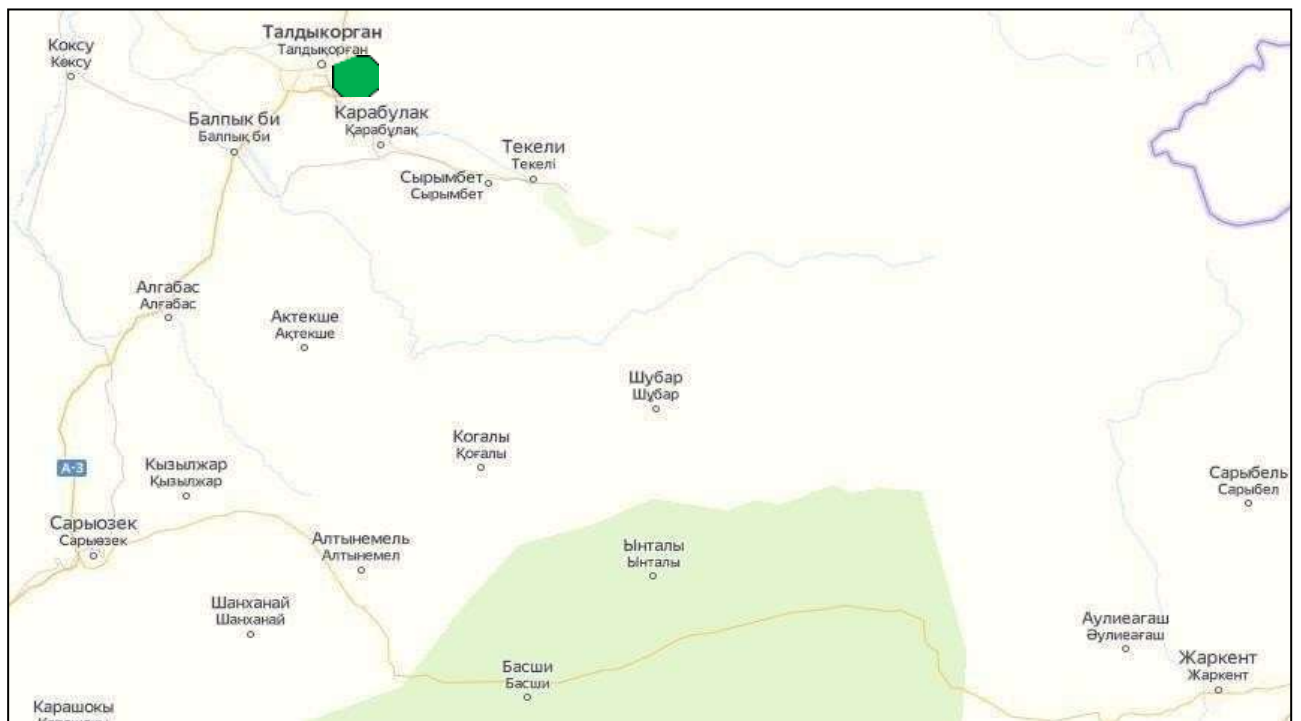 Талдыкорган
Талдықорған
Коксу
Көксу
Балпык би
Балпық би
Карабулак
Қарабұлақ
Текели
Текелі
Сырымбет
Сырымбет
Алгабас
Алғабас
Актекше
Ақтекше
Шубар
Шұбар
Когалы
Қоғалы
А-3
Кызылжар
Қызылжар
Сарыбель
Сарыбел
Сарыозек
Сарыөзек
Алтынемель
Алтынемел
Ынталы
Ынталы
Шанханай
Шанханай
Аулиеагаш
Әулиеағаш
Басши
Басши
Жаркент
Жаркент
Карашокы